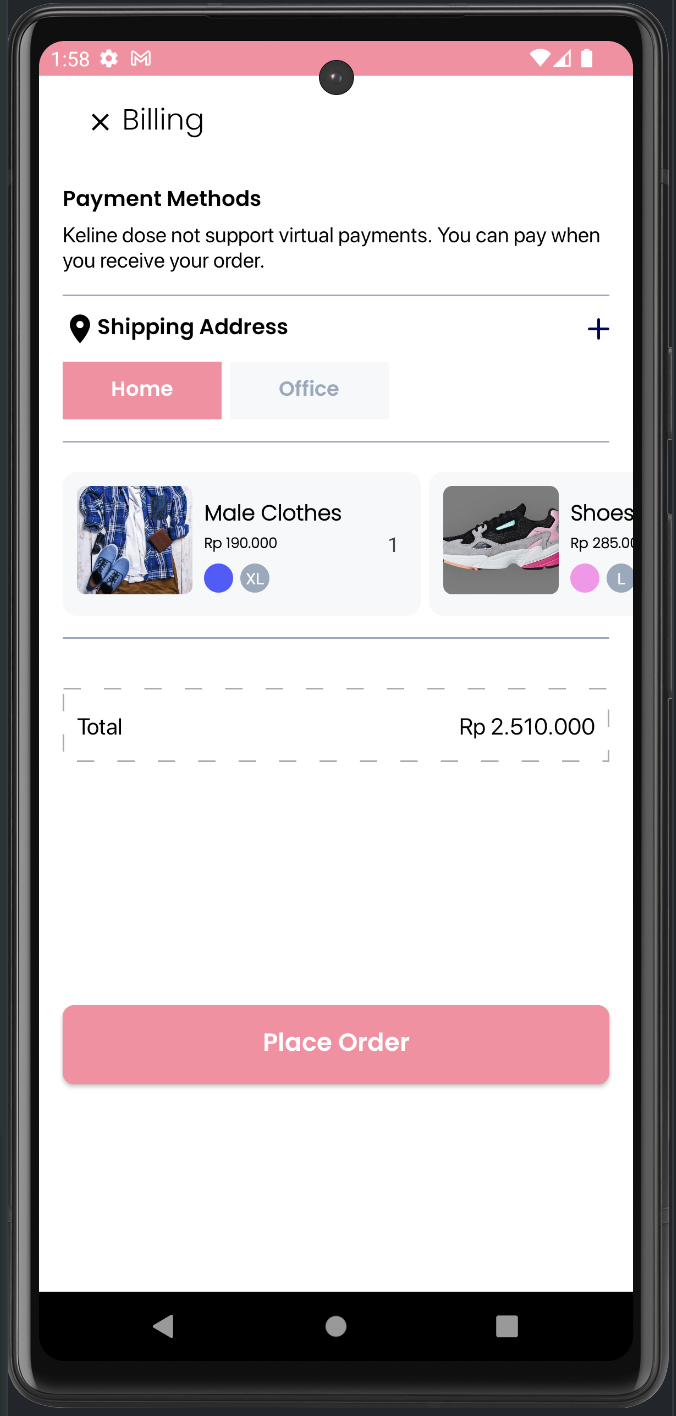 1:58
Billing
Payment Methods
Keline dose not support virtual payments. You can pay when
you receive your order.
Shipping Address
Home
Office
Male Clothes
Rp 190.000
1
XL
Shoes
Rp 285.00
L
Total
Rp 2.510.000
Place Order